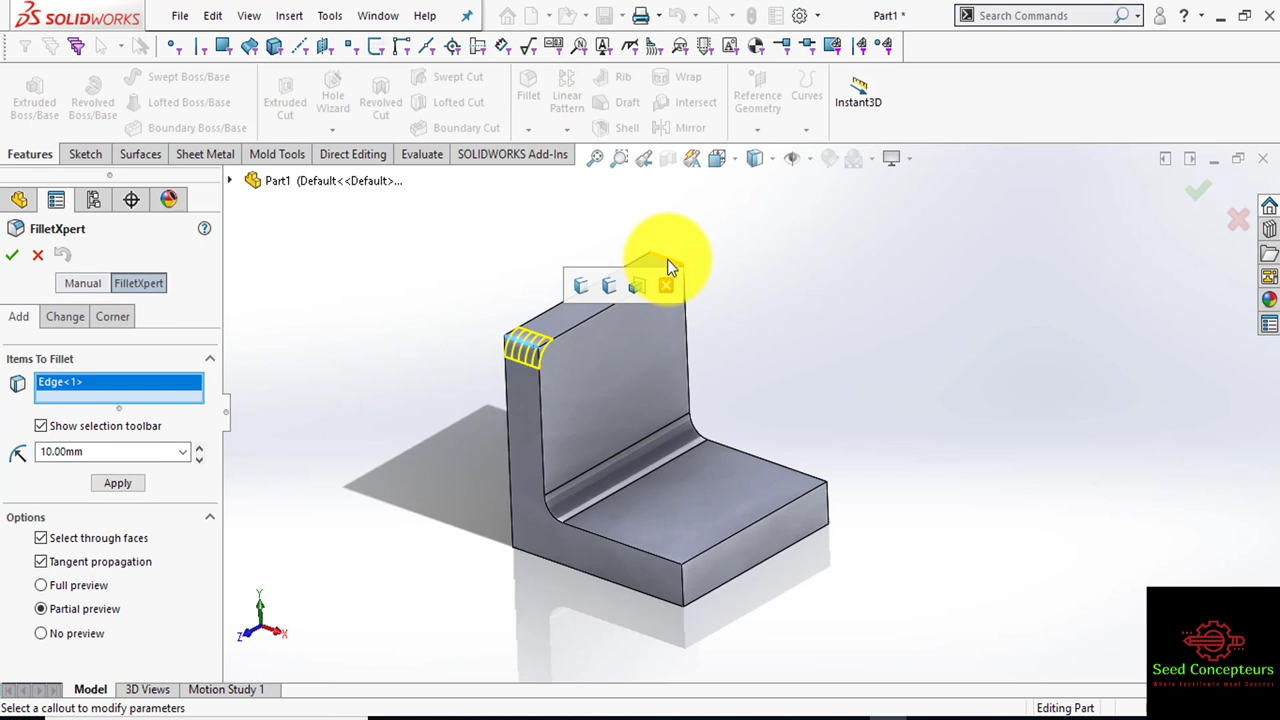 SOLIDWORKS
File Edit View Insert Tools Window Help
Part1 *
Search Commands
?
Extruded Boss/Base
Revolved Boss/Base
Swept Boss/Base
Lofted Boss/Base
Boundary Boss/Base
Extruded Cut
Hole Wizard
Revolved Cut
Swept Cut
Lofted Cut
Boundary Cut
Fillet
Linear Pattern
Rib
Draft
Shell
Wrap
Intersect
Mirror
Reference Geometry
Curves
Instant3D
Features Sketch Surfaces Sheet Metal Mold Tools Direct Editing Evaluate SOLIDWORKS Add-Ins
Part1 (Default<<Default>...
FilletXpert
?
Manual FilletXpert
Add Change Corner
Items To Fillet
Edge<1>
Show selection toolbar
10.00mm
Apply
Options
Select through faces
Tangent propagation
Full preview
Partial preview
No preview
Y
Z
X
Seed Concepteurs
Where Excellence meet Success
Model 3D Views Motion Study 1
Select a callout to modify parameters
Editing Part